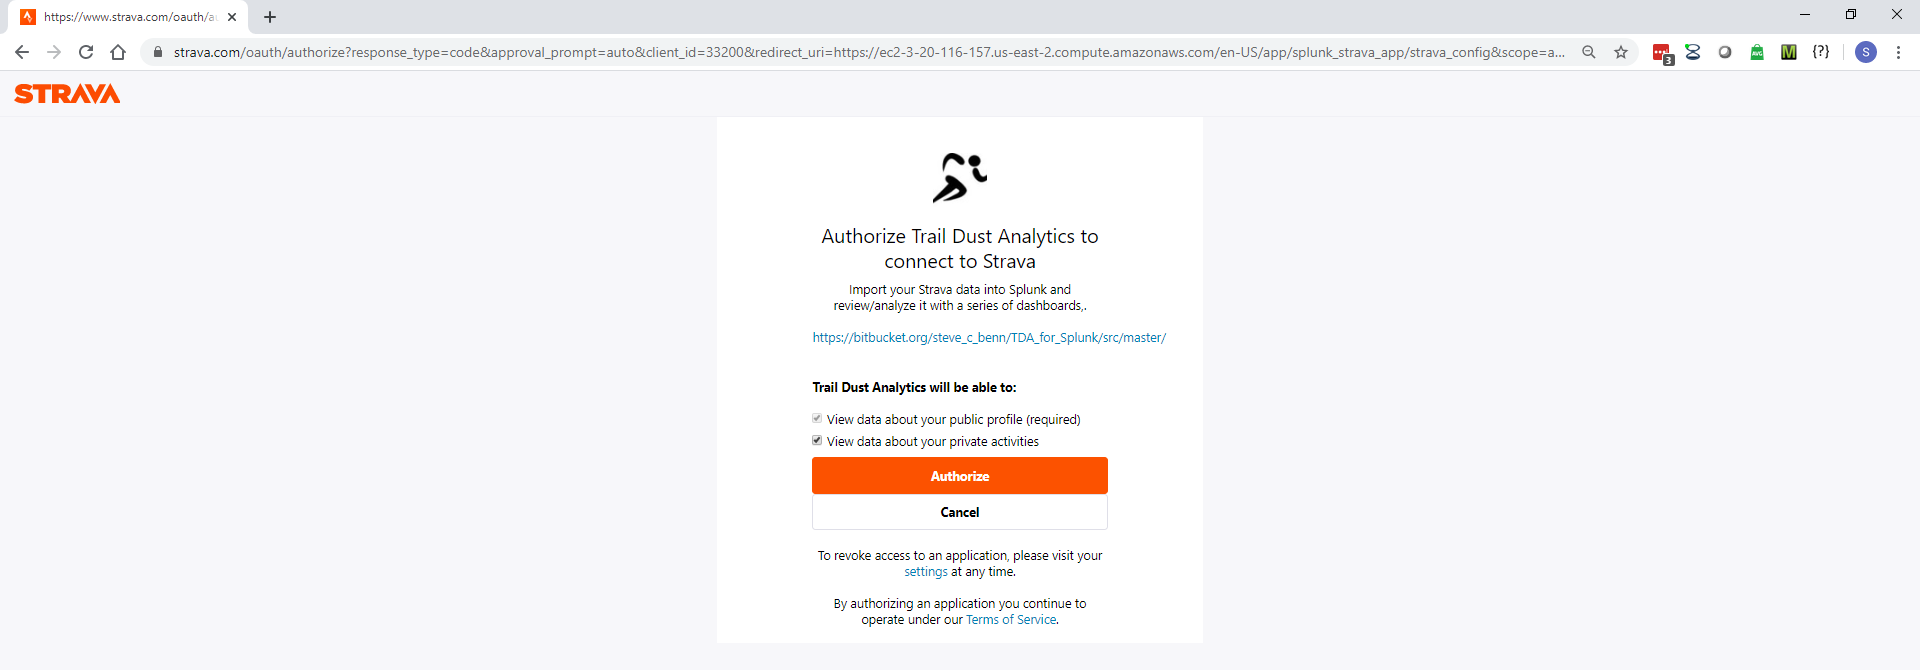 https://www.strava.com/oauth/au
strava.com/oauth/authorize?response_type=code&approval_prompt=auto&client_id=33200&redirect_uri=https://ec2-3-20-116-157.us-east-2.compute.amazonaws.com/en-US/app/splunk_strava_app/strava_config&scope=a...
3
AVG
M
{?}
S
STRAVA
Authorize Trail Dust Analytics to
connect to Strava
Import your Strava data into Splunk and
review/analyze it with a series of dashboards,.
https://bitbucket.org/steve_c_benn/TDA_for_Splunk/src/master/
Trail Dust Analytics will be able to:
View data about your public profile (required)
View data about your private activities
Authorize
Cancel
To revoke access to an application, please visit your
settings at any time.
By authorizing an application you continue to
operate under our Terms of Service.